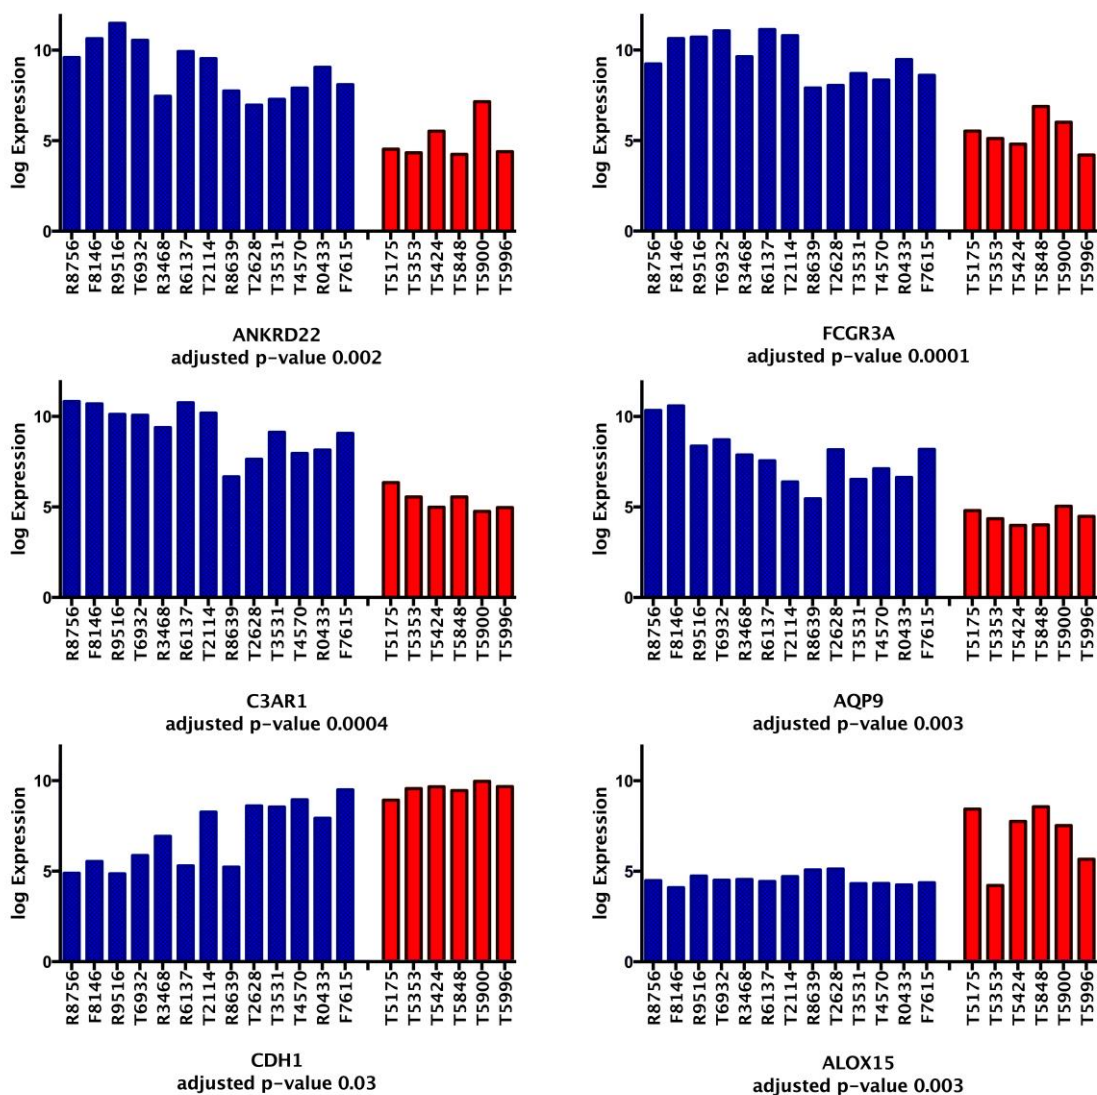 10
5
0
log Expression
R8756 F8146 R9516 T6932 R3468 R6137 T2114 R8639 T2628 T3531 T4570 R0433 F7615 T5175 T5353 T5424 T5848 T5900 T5996
ANKRD22
adjusted p-value 0.002
10
5
0
log Expression
R8756 F8146 R9516 T6932 R3468 R6137 T2114 R8639 T2628 T3531 T4570 R0433 F7615 T5175 T5353 T5424 T5848 T5900 T5996
FCGR3A
adjusted p-value 0.0001
10
5
0
log Expression
R8756 F8146 R9516 T6932 R3468 R6137 T2114 R8639 T2628 T3531 T4570 R0433 F7615 T5175 T5353 T5424 T5848 T5900 T5996
C3AR1
adjusted p-value 0.0004
10
5
0
log Expression
R8756 F8146 R9516 T6932 R3468 R6137 T2114 R8639 T2628 T3531 T4570 R0433 F7615 T5175 T5353 T5424 T5848 T5900 T5996
AQP9
adjusted p-value 0.003
10
5
0
log Expression
R8756 F8146 R9516 T6932 R3468 R6137 T2114 R8639 T2628 T3531 T4570 R0433 F7615 T5175 T5353 T5424 T5848 T5900 T5996
CDH1
adjusted p-value 0.03
10
5
0
log Expression
R8756 F8146 R9516 T6932 R3468 R6137 T2114 R8639 T2628 T3531 T4570 R0433 F7615 T5175 T5353 T5424 T5848 T5900 T5996
ALOX15
adjusted p-value 0.003